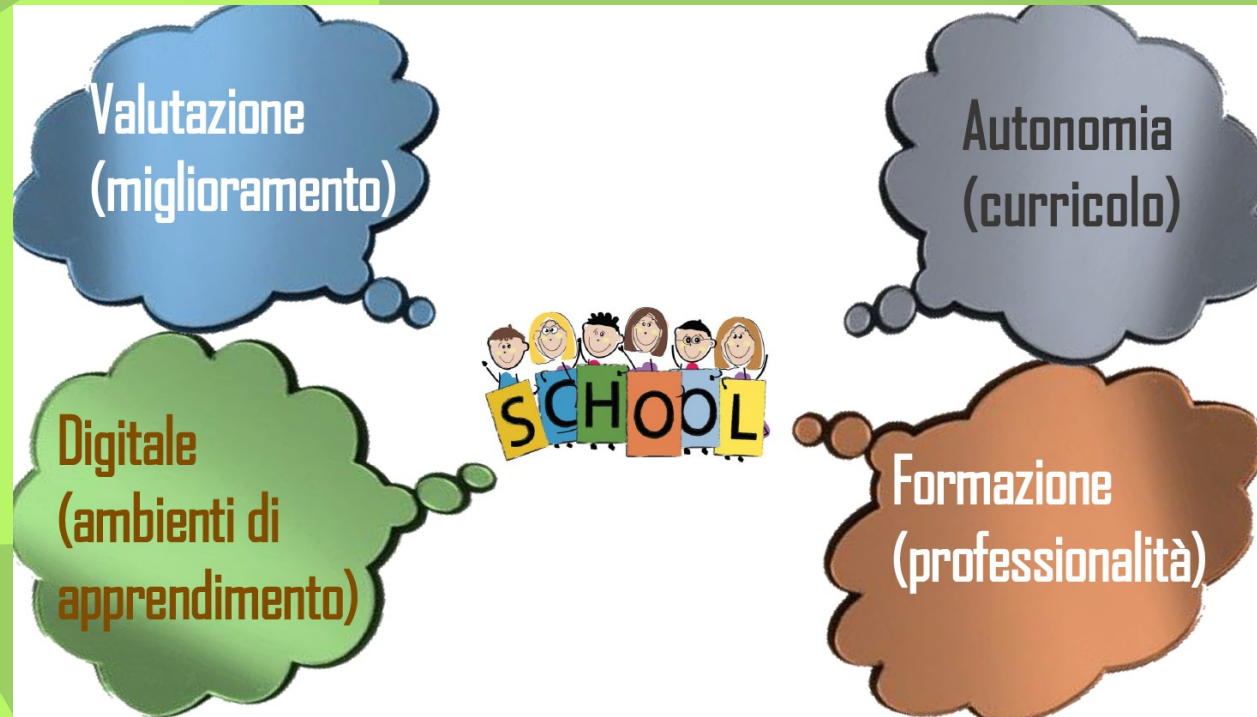 Valutazione
(miglioramento)
Autonomia
(curricolo)
SCHOOL
Digitale
(ambienti di
apprendimento)
Formazione
(professionalità)